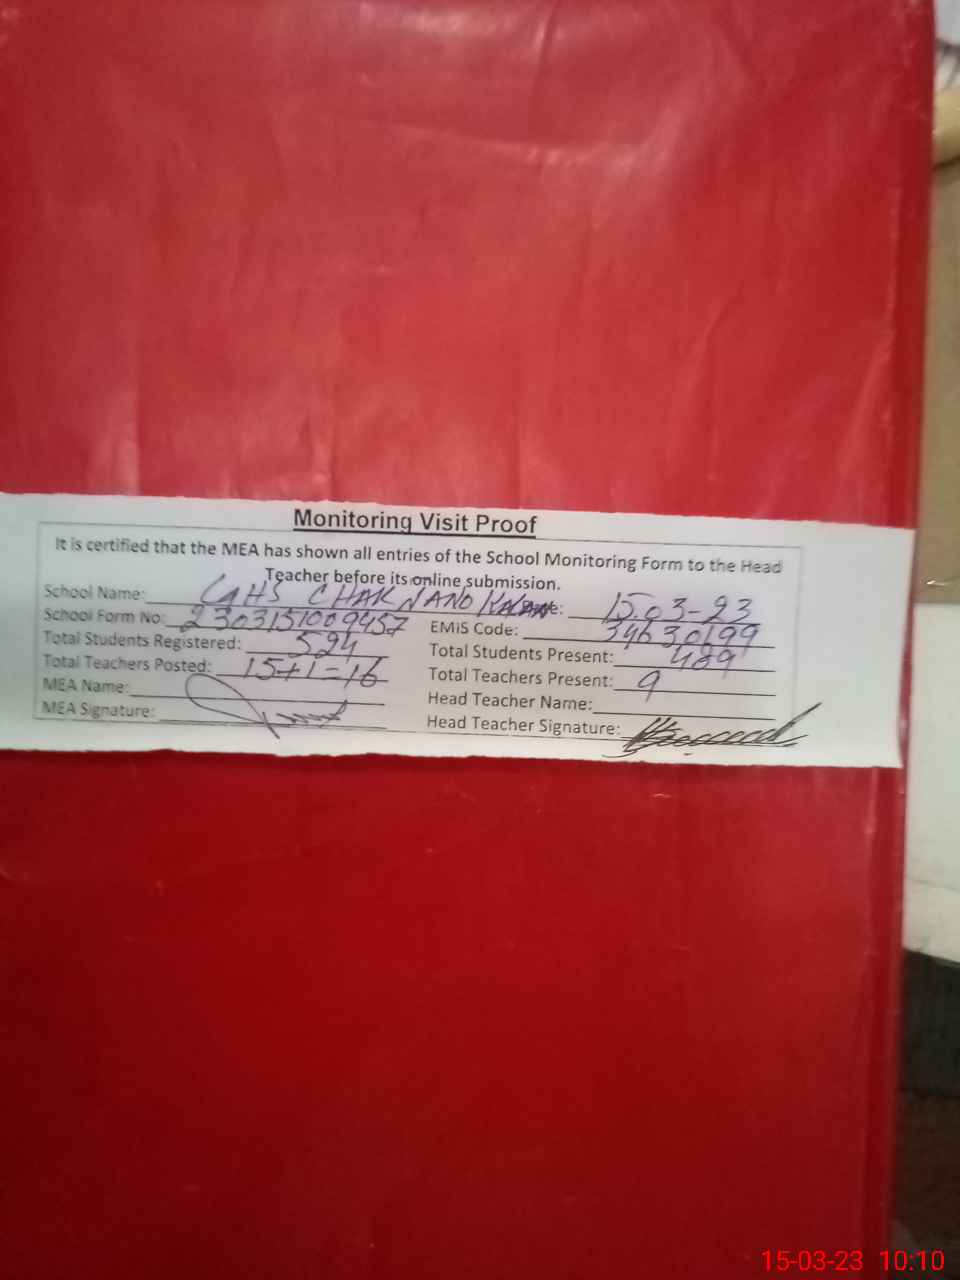 Monitoring Visit Proof
It is certified that the MEA has shown all entries of the School Monitoring Form to the Head
Teacher before its online submission.
School Name: GHS CHAK NANO Kalan Date: 15.03-23
School Form No: 2303151009457 EMIS Code: 34630199
Total Students Registered: 524 Total Students Present: 489
Total Teachers Posted: 15+1=16 Total Teachers Present: 9
MEA Name: Head Teacher Name:
MEA Signature: Head Teacher Signature:
15-03-23 10:10